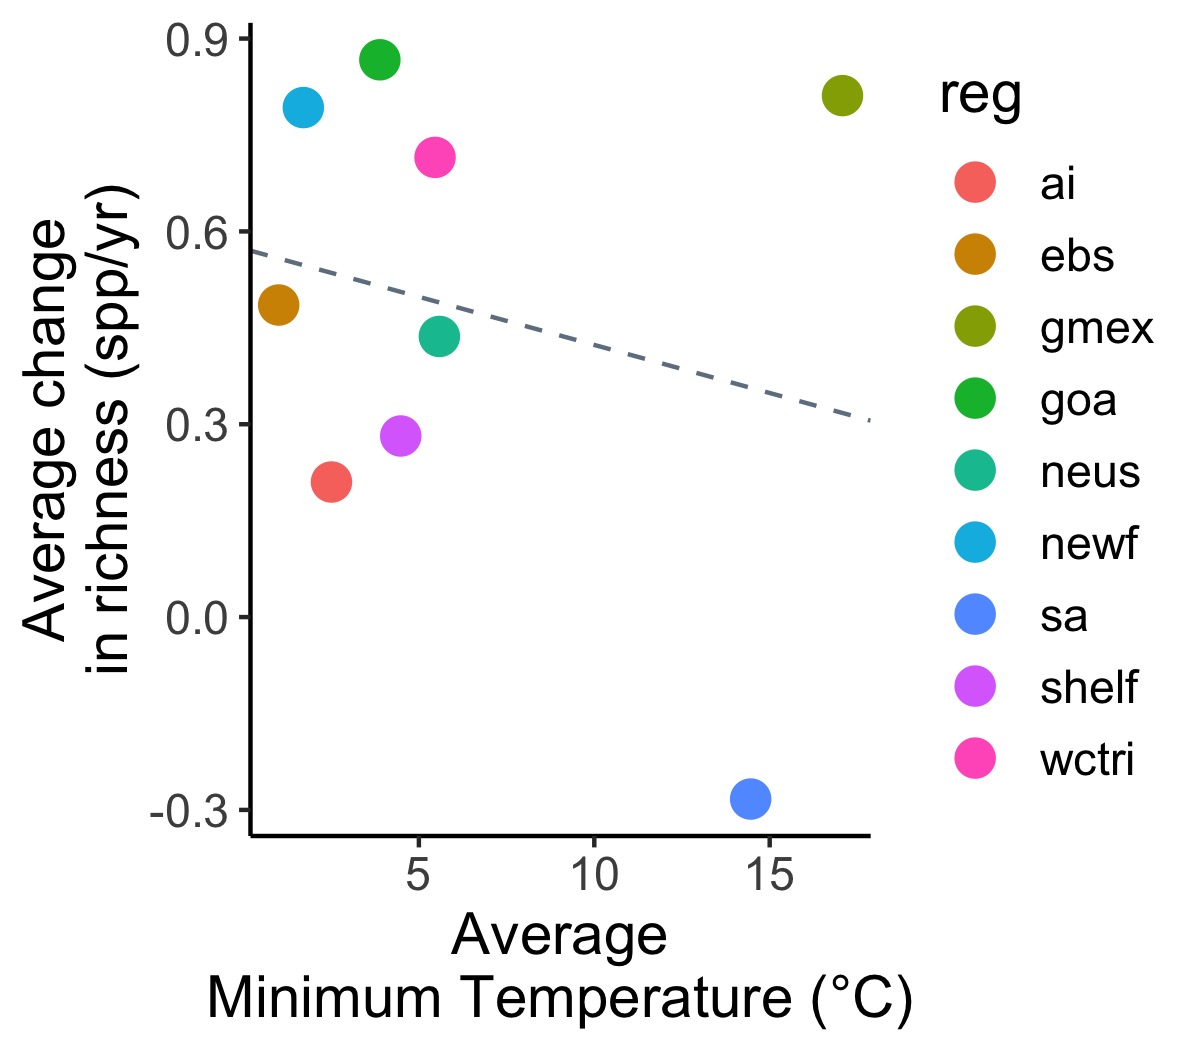 Average change
in richness (spp/yr)
0.9
0.6
0.3
0.0
-0.3
5
10
15
Average
Minimum Temperature (°C)
reg
ai
ebs
gmex
goa
neus
newf
sa
shelf
wctri